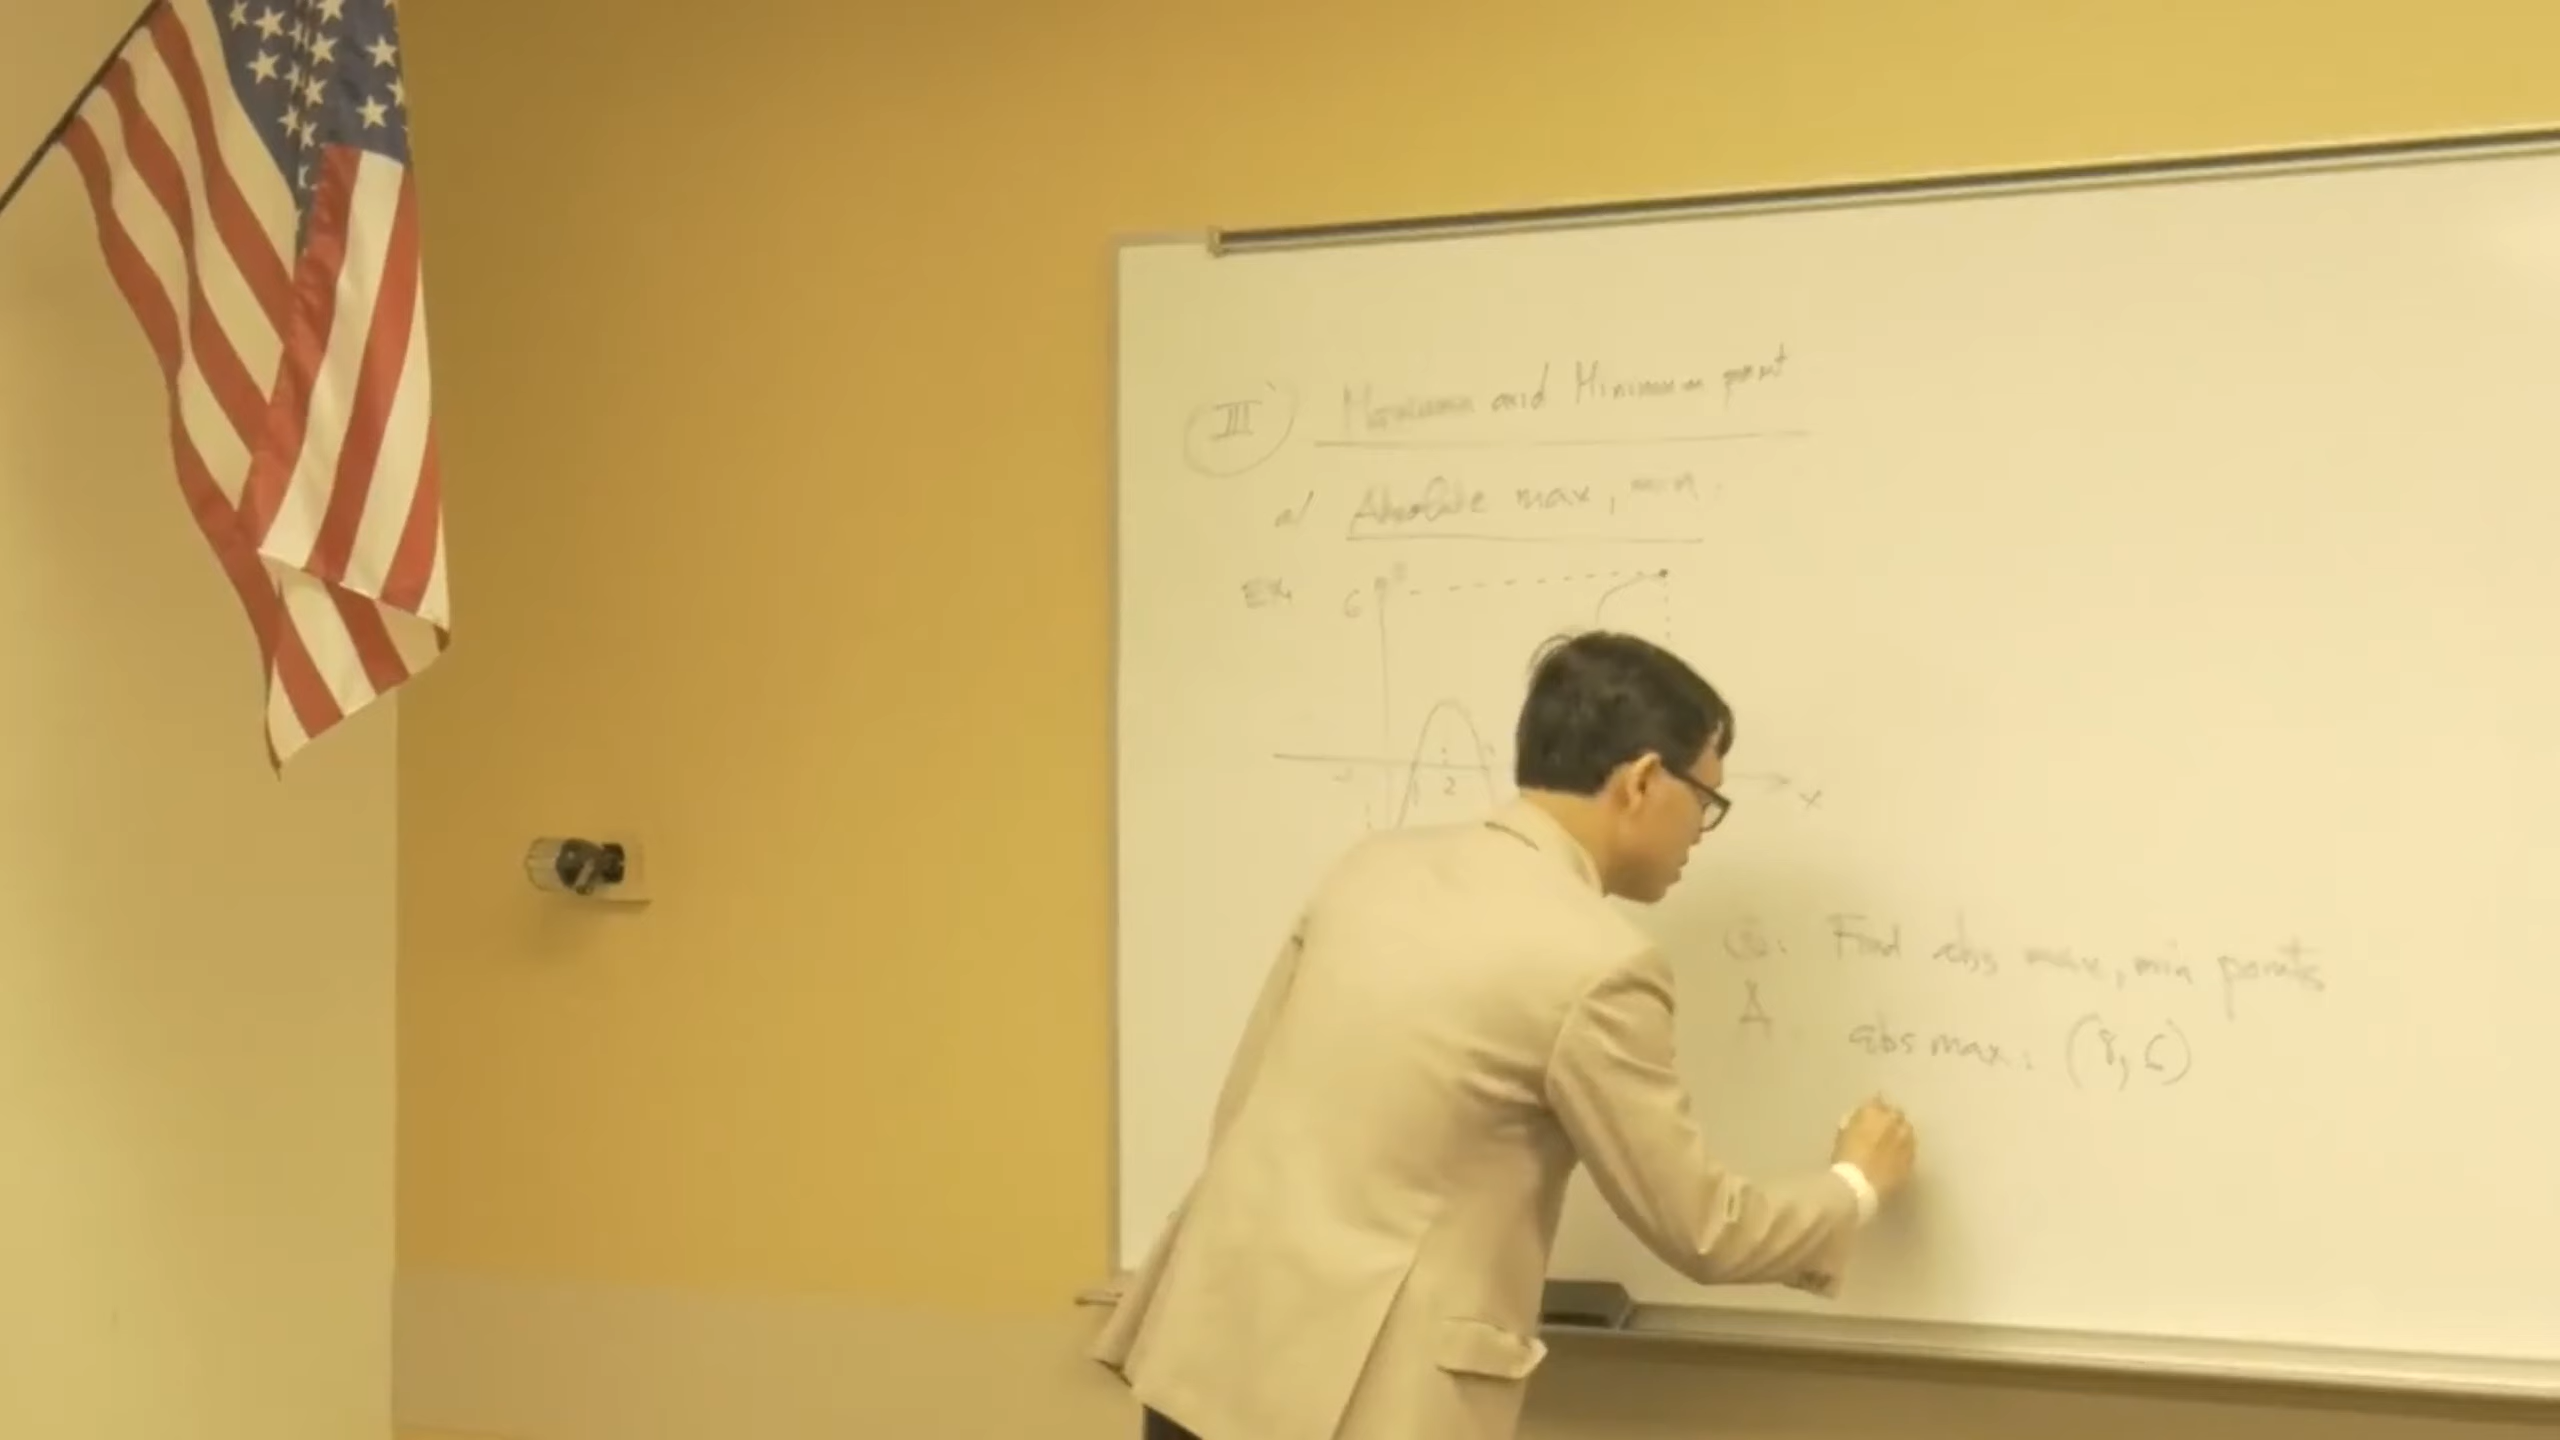 III Maximum and Minimum point
a/ Absolute max, min.
Ex.
6
2
x
Q: Find abs max, min points
A: abs max: (8, 6)